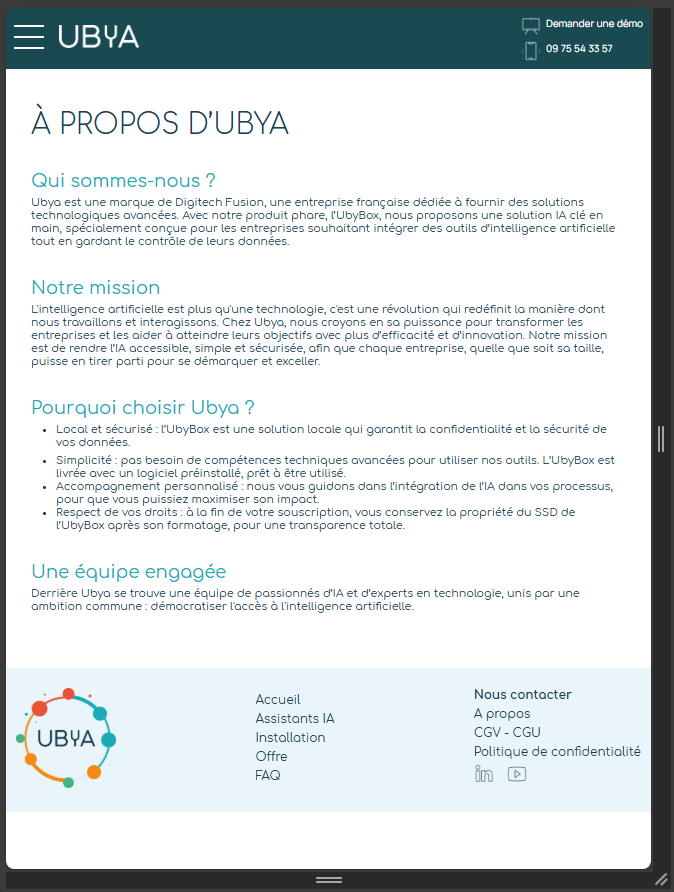 UBYA
Demander une démo
09 75 54 33 57
À PROPOS D’UBYA
Qui sommes-nous ?
Ubya est une marque de Digitech Fusion, une entreprise française dédiée à fournir des solutions
technologiques avancées. Avec notre produit phare, l’UbyBox, nous proposons une solution IA clé en
main, spécialement conçue pour les entreprises souhaitant intégrer des outils d’intelligence artificielle
tout en gardant le contrôle de leurs données.
Notre mission
L'intelligence artificielle est plus qu'une technologie, c'est une révolution qui redéfinit la manière dont
nous travaillons et interagissons. Chez Ubya, nous croyons en sa puissance pour transformer les
entreprises et les aider à atteindre leurs objectifs avec plus d’efficacité et d’innovation. Notre mission
est de rendre l’IA accessible, simple et sécurisée, afin que chaque entreprise, quelle que soit sa taille,
puisse en tirer parti pour se démarquer et exceller.
Pourquoi choisir Ubya ?
• Local et sécurisé : l’UbyBox est une solution locale qui garantit la confidentialité et la sécurité de
vos données.
• Simplicité : pas besoin de compétences techniques avancées pour utiliser nos outils. L’UbyBox est
livrée avec un logiciel préinstallé, prêt à être utilisé.
• Accompagnement personnalisé : nous vous guidons dans l’intégration de l’IA dans vos processus,
pour que vous puissiez maximiser son impact.
• Respect de vos droits : à la fin de votre souscription, vous conservez la propriété du SSD de
l’UbyBox après son formatage, pour une transparence totale.
Une équipe engagée
Derrière Ubya se trouve une équipe de passionnés d’IA et d’experts en technologie, unis par une
ambition commune : démocratiser l'accès à l'intelligence artificielle.
UBYA
Accueil
Assistants IA
Installation
Offre
FAQ
Nous contacter
A propos
CGV - CGU
Politique de confidentialité
in